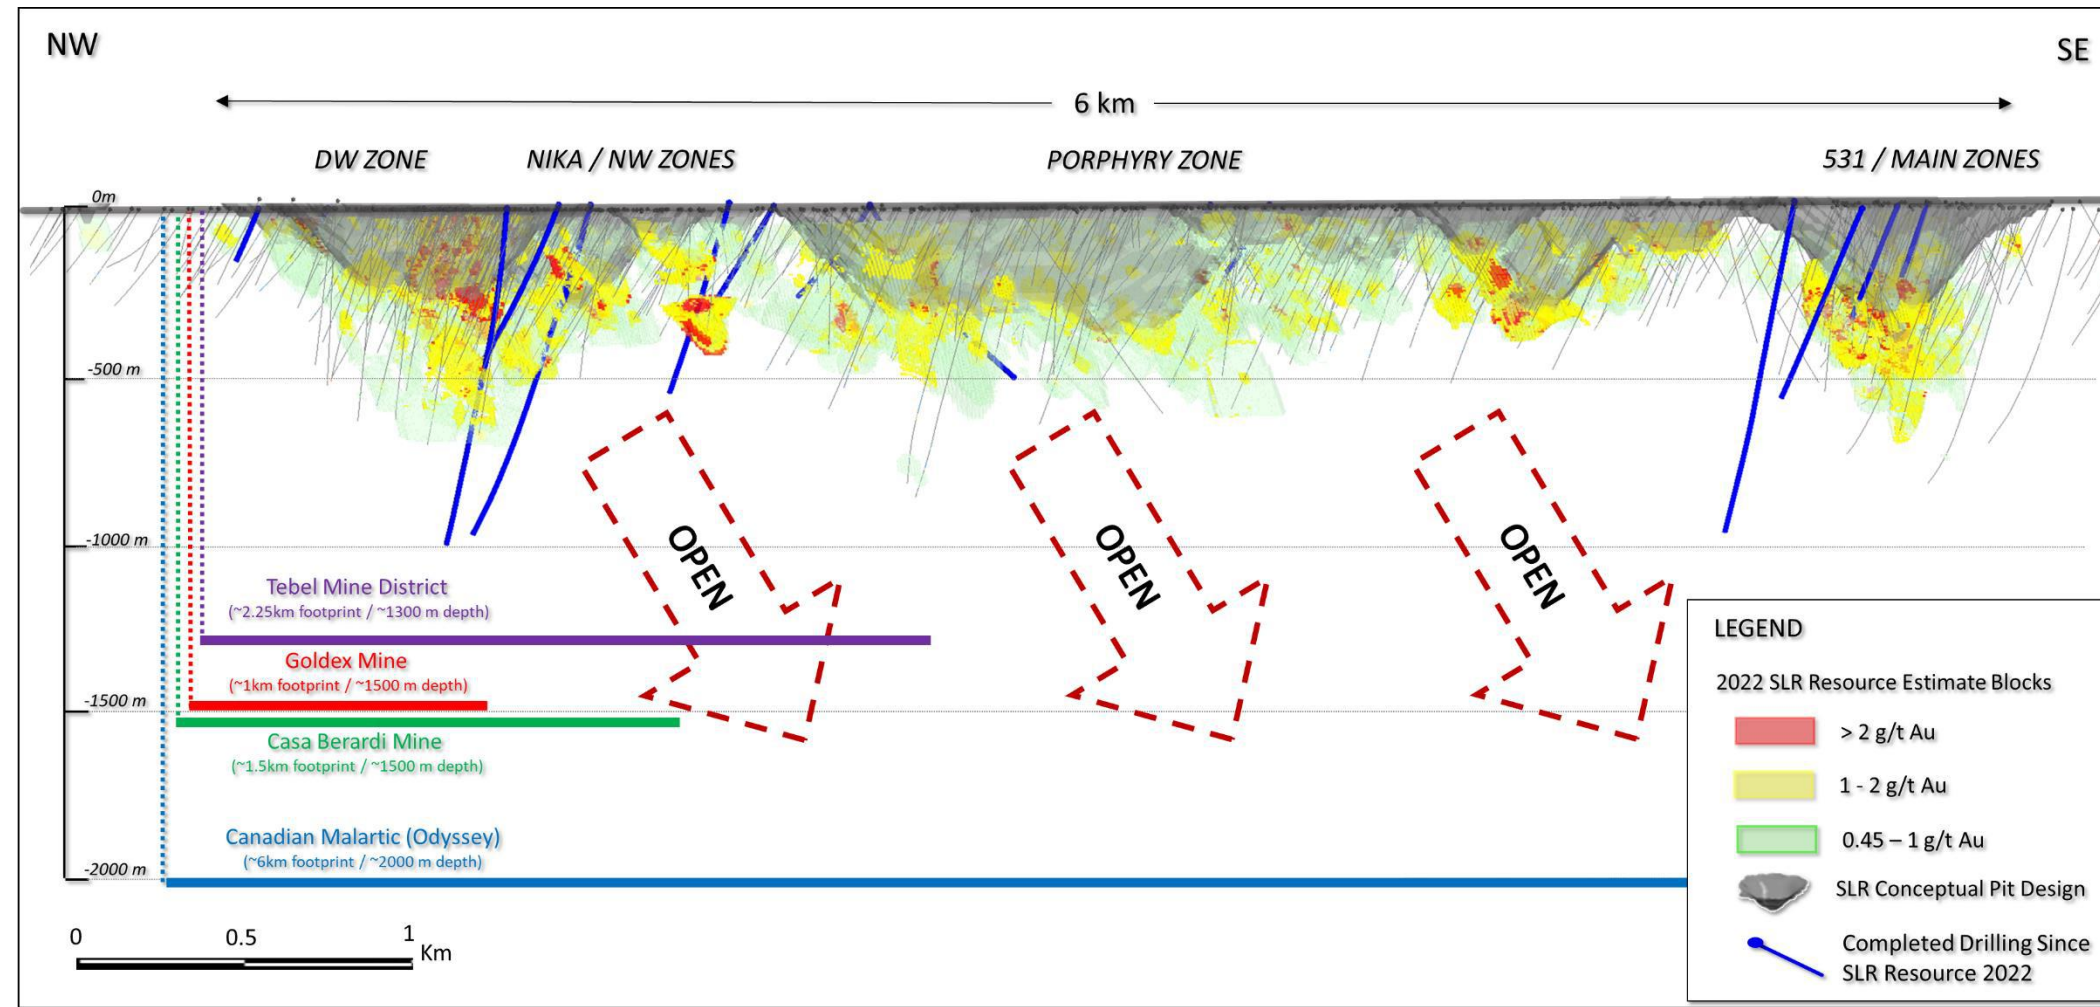 NW
SE
6 km
DW ZONE
NIKA / NW ZONES
PORPHYRY ZONE
531 / MAIN ZONES
0m
-500 m
-1000 m
-1500 m
-2000 m
OPEN
OPEN
OPEN
Tebel Mine District
(~2.25km footprint / ~1300 m depth)
Goldex Mine
(~1km footprint / ~1500 m depth)
Casa Berardi Mine
(~1.5km footprint / ~1500 m depth)
Canadian Malartic (Odyssey)
(~6km footprint / ~2000 m depth)
0
0.5
1
Km
LEGEND
2022 SLR Resource Estimate Blocks
> 2 g/t Au
1 - 2 g/t Au
0.45 – 1 g/t Au
SLR Conceptual Pit Design
Completed Drilling Since
SLR Resource 2022